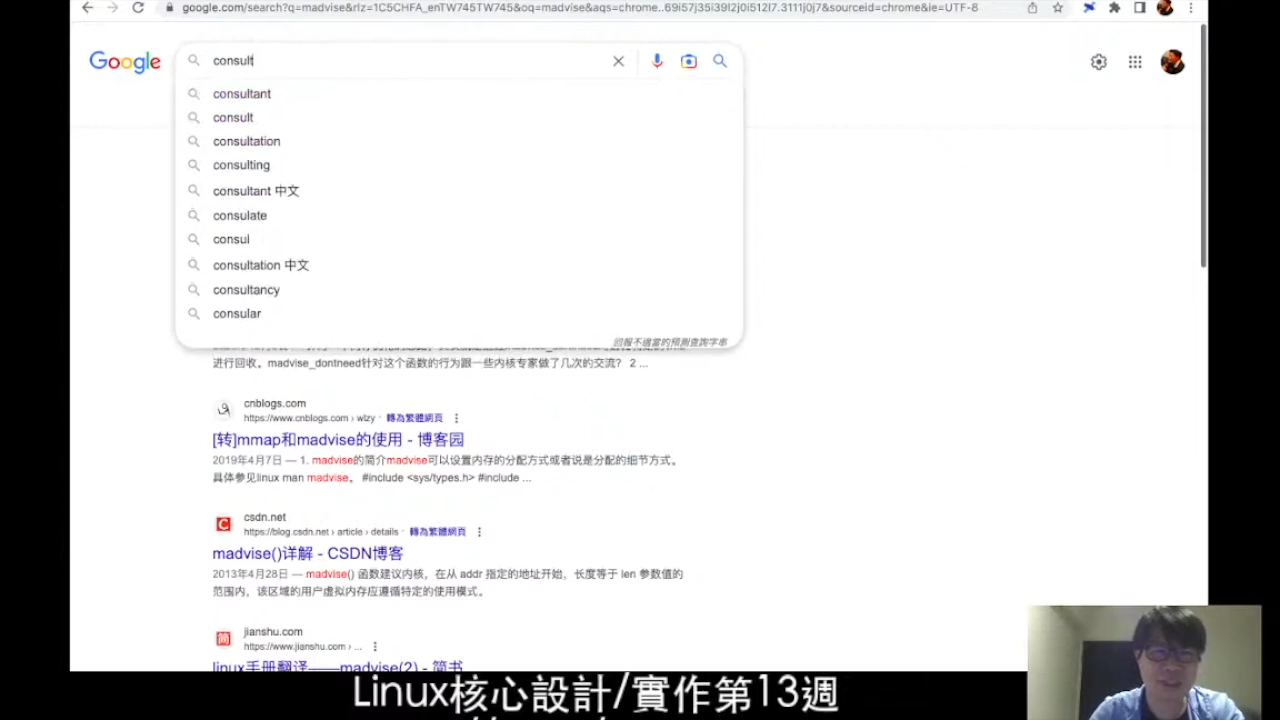 google.com/search?q=madvise&rlz=1C5CHFA_enTW745TW745&oq=madvise&aqs=chrome..69i57j35i39l2j0i512l7.3111j0j7&sourceid=chrome&ie=UTF-8
Google
consult
consultant
consult
consultation
consulting
consultant 中文
consulate
consul
consultation 中文
consultancy
consular
回報不適當的預測查詢字串
进行回收。madvise_dontneed针对这个函数的行为跟一些内核专家做了几次的交流? 2 ...
cnblogs.com
https://www.cnblogs.com › wlzy · 轉為繁體網頁
[转]mmap和madvise的使用 - 博客园
2019年4月7日 — 1. madvise的简介madvise可以设置内存的分配方式或者说是分配的细节方式。
具体参见linux man madvise。 #include <sys/types.h> #include ...
csdn.net
https://blog.csdn.net › article › details · 轉為繁體網頁
madvise()详解 - CSDN博客
2013年4月28日 — madvise() 函数建议内核，在从 addr 指定的地址开始，长度等于 len 参数值的
范围内，该区域的用户虚拟内存应遵循特定的使用模式。
简
jianshu.com
https://www.jianshu.com › ...
linux手册翻译——madvise(2) - 简书
Linux核心設計/實作第13週